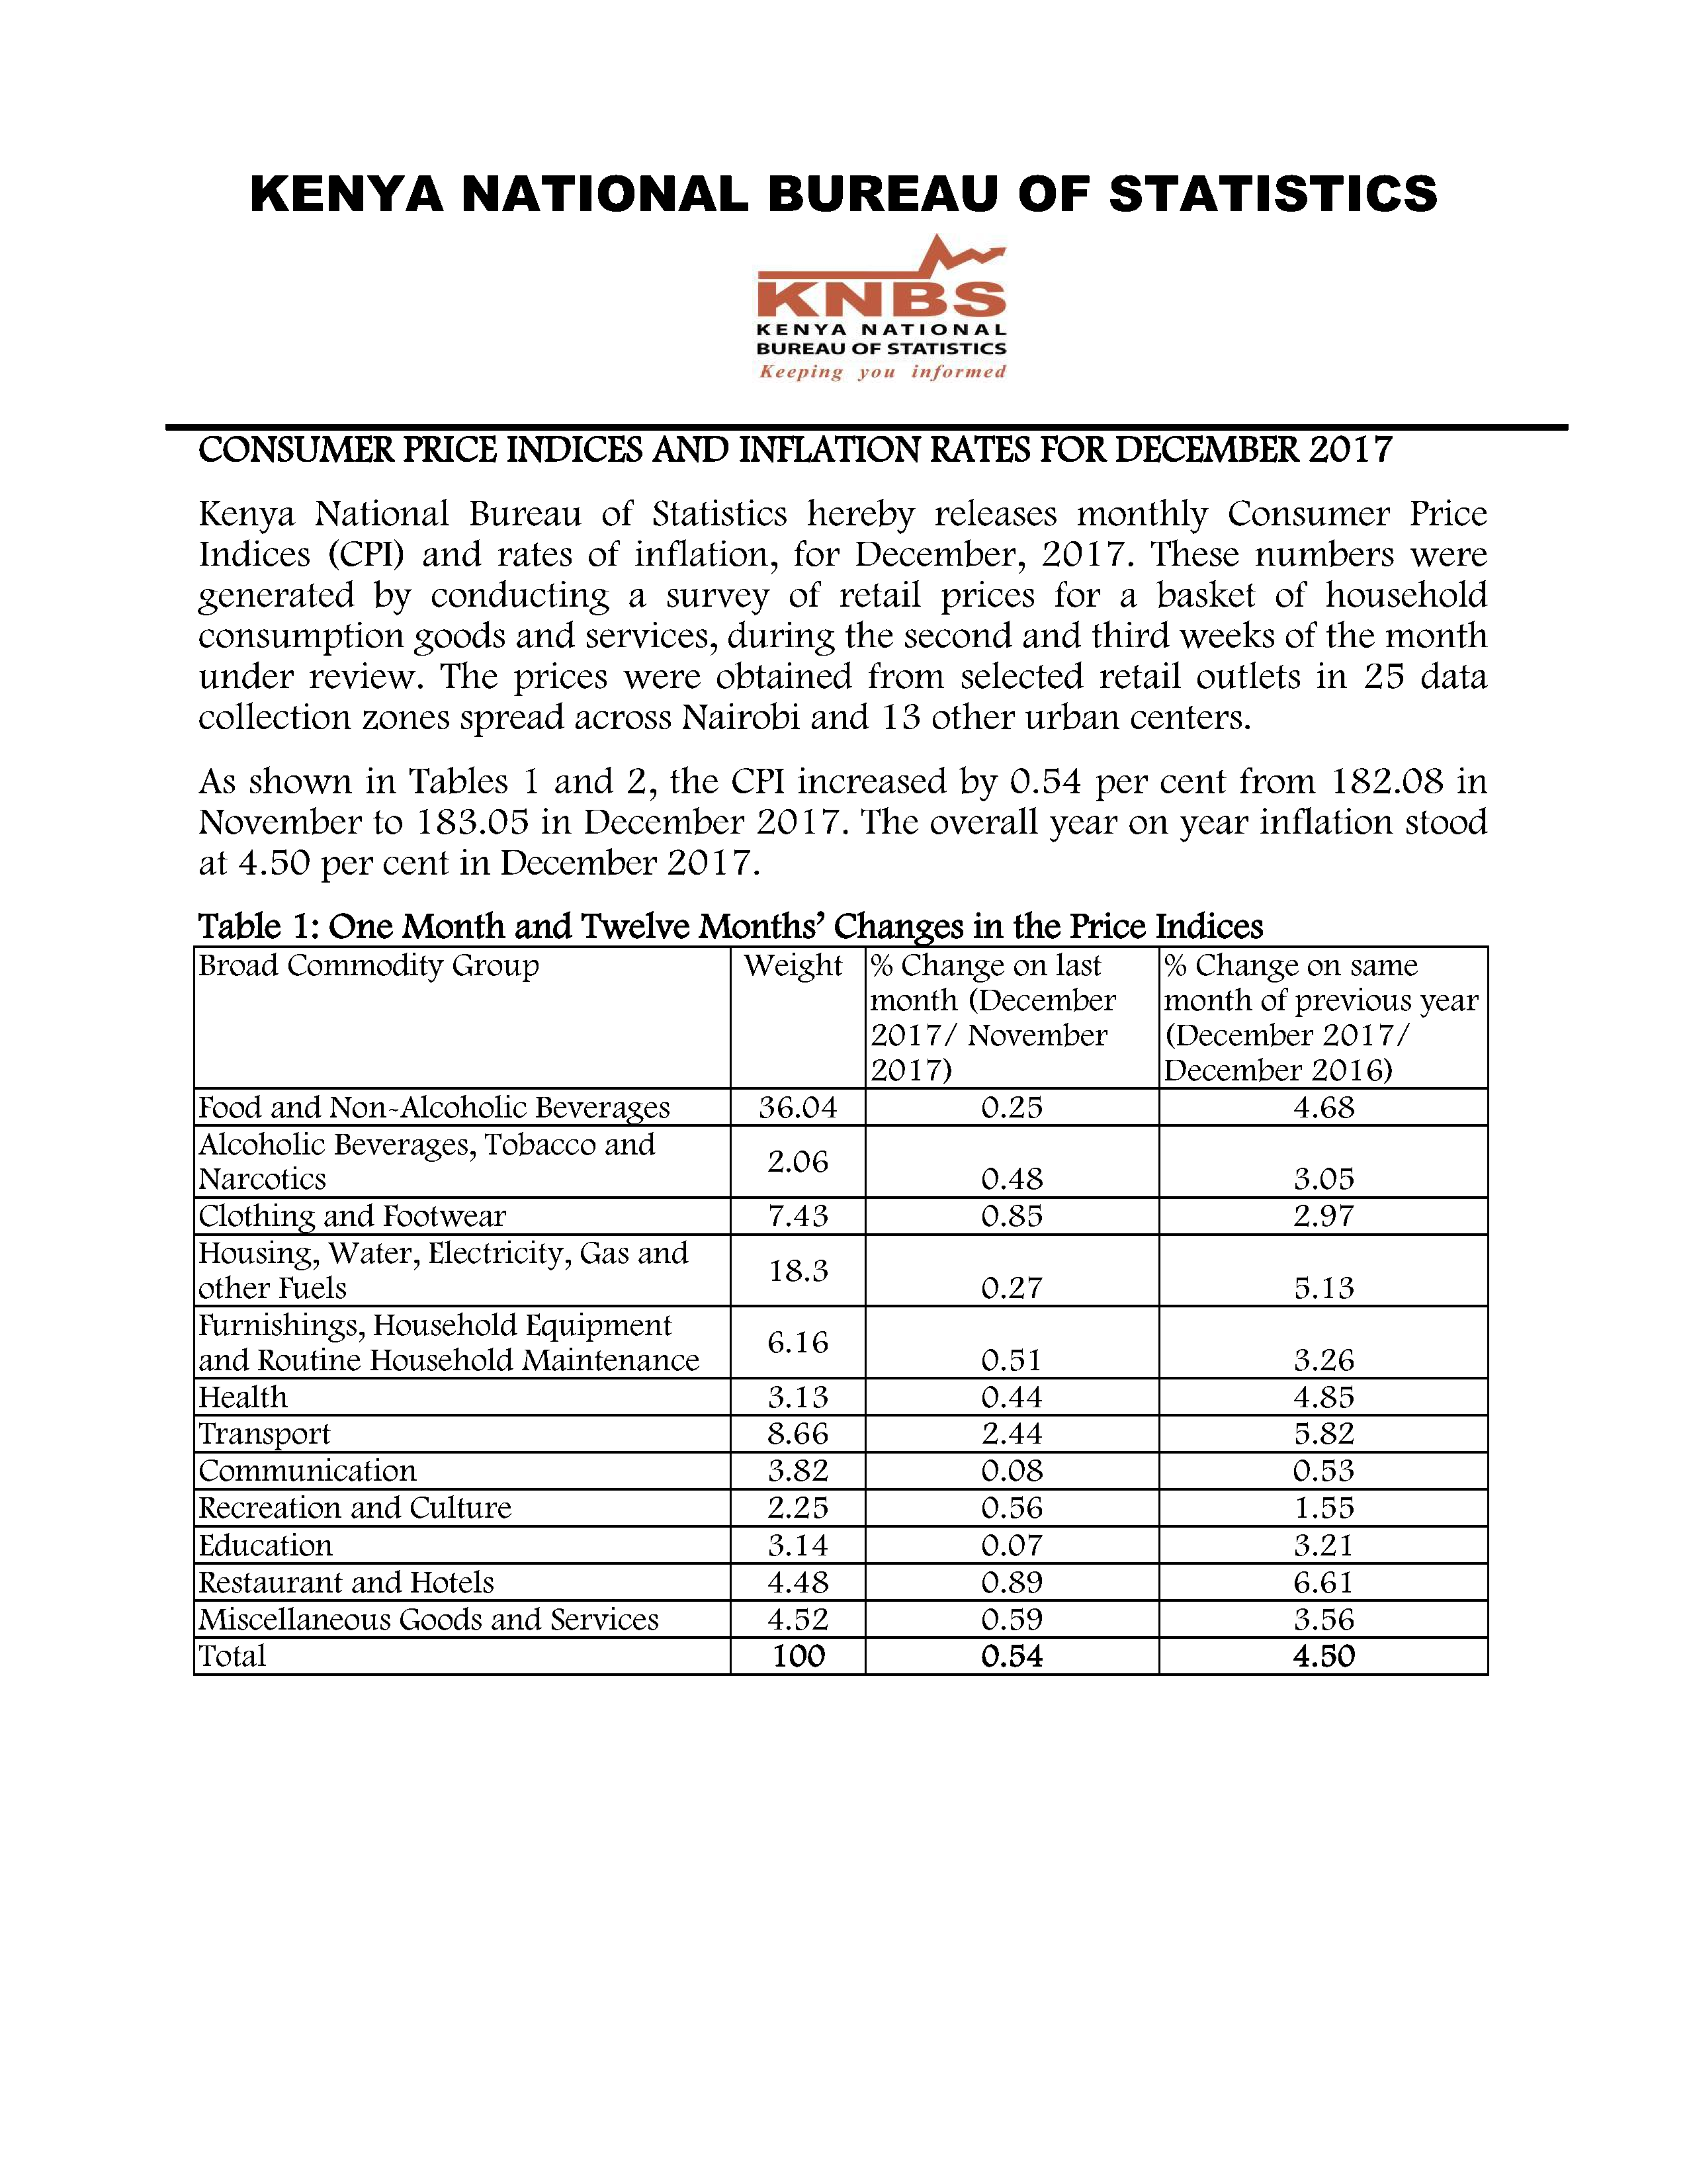 KENYA NATIONAL BUREAU OF STATISTICS
KNBS
KENYA NATIONAL
BUREAU OF STATISTICS
Keeping you informed
CONSUMER PRICE INDICES AND INFLATION RATES FOR DECEMBER 2017
Kenya National Bureau of Statistics hereby releases monthly Consumer Price
Indices (CPI) and rates of inflation, for December, 2017. These numbers were
generated by conducting a survey of retail prices for a basket of household
consumption goods and services, during the second and third weeks of the month
under review. The prices were obtained from selected retail outlets in 25 data
collection zones spread across Nairobi and 13 other urban centers.
As shown in Tables 1 and 2, the CPI increased by 0.54 per cent from 182.08 in
November to 183.05 in December 2017. The overall year on year inflation stood
at 4.50 per cent in December 2017.
Table 1: One Month and Twelve Months’ Changes in the Price Indices
Broad Commodity Group Weight % Change on last % Change on same
month (December month of previous year
2017/ November (December 2017/
2017) December 2016)
Food and Non-Alcoholic Beverages 36.04 0.25 4.68
Alcoholic Beverages, Tobacco and
Narcotics 2.06 0.48 3.05
Clothing and Footwear 7.43 0.85 2.97
Housing, Water, Electricity, Gas and
other Fuels 18.3 0.27 5.13
Furnishings, Household Equipment
and Routine Household Maintenance 6.16 0.51 3.26
Health 3.13 0.44 4.85
Transport 8.66 2.44 5.82
Communication 3.82 0.08 0.53
Recreation and Culture 2.25 0.56 1.55
Education 3.14 0.07 3.21
Restaurant and Hotels 4.48 0.89 6.61
Miscellaneous Goods and Services 4.52 0.59 3.56
Total 100 0.54 4.50